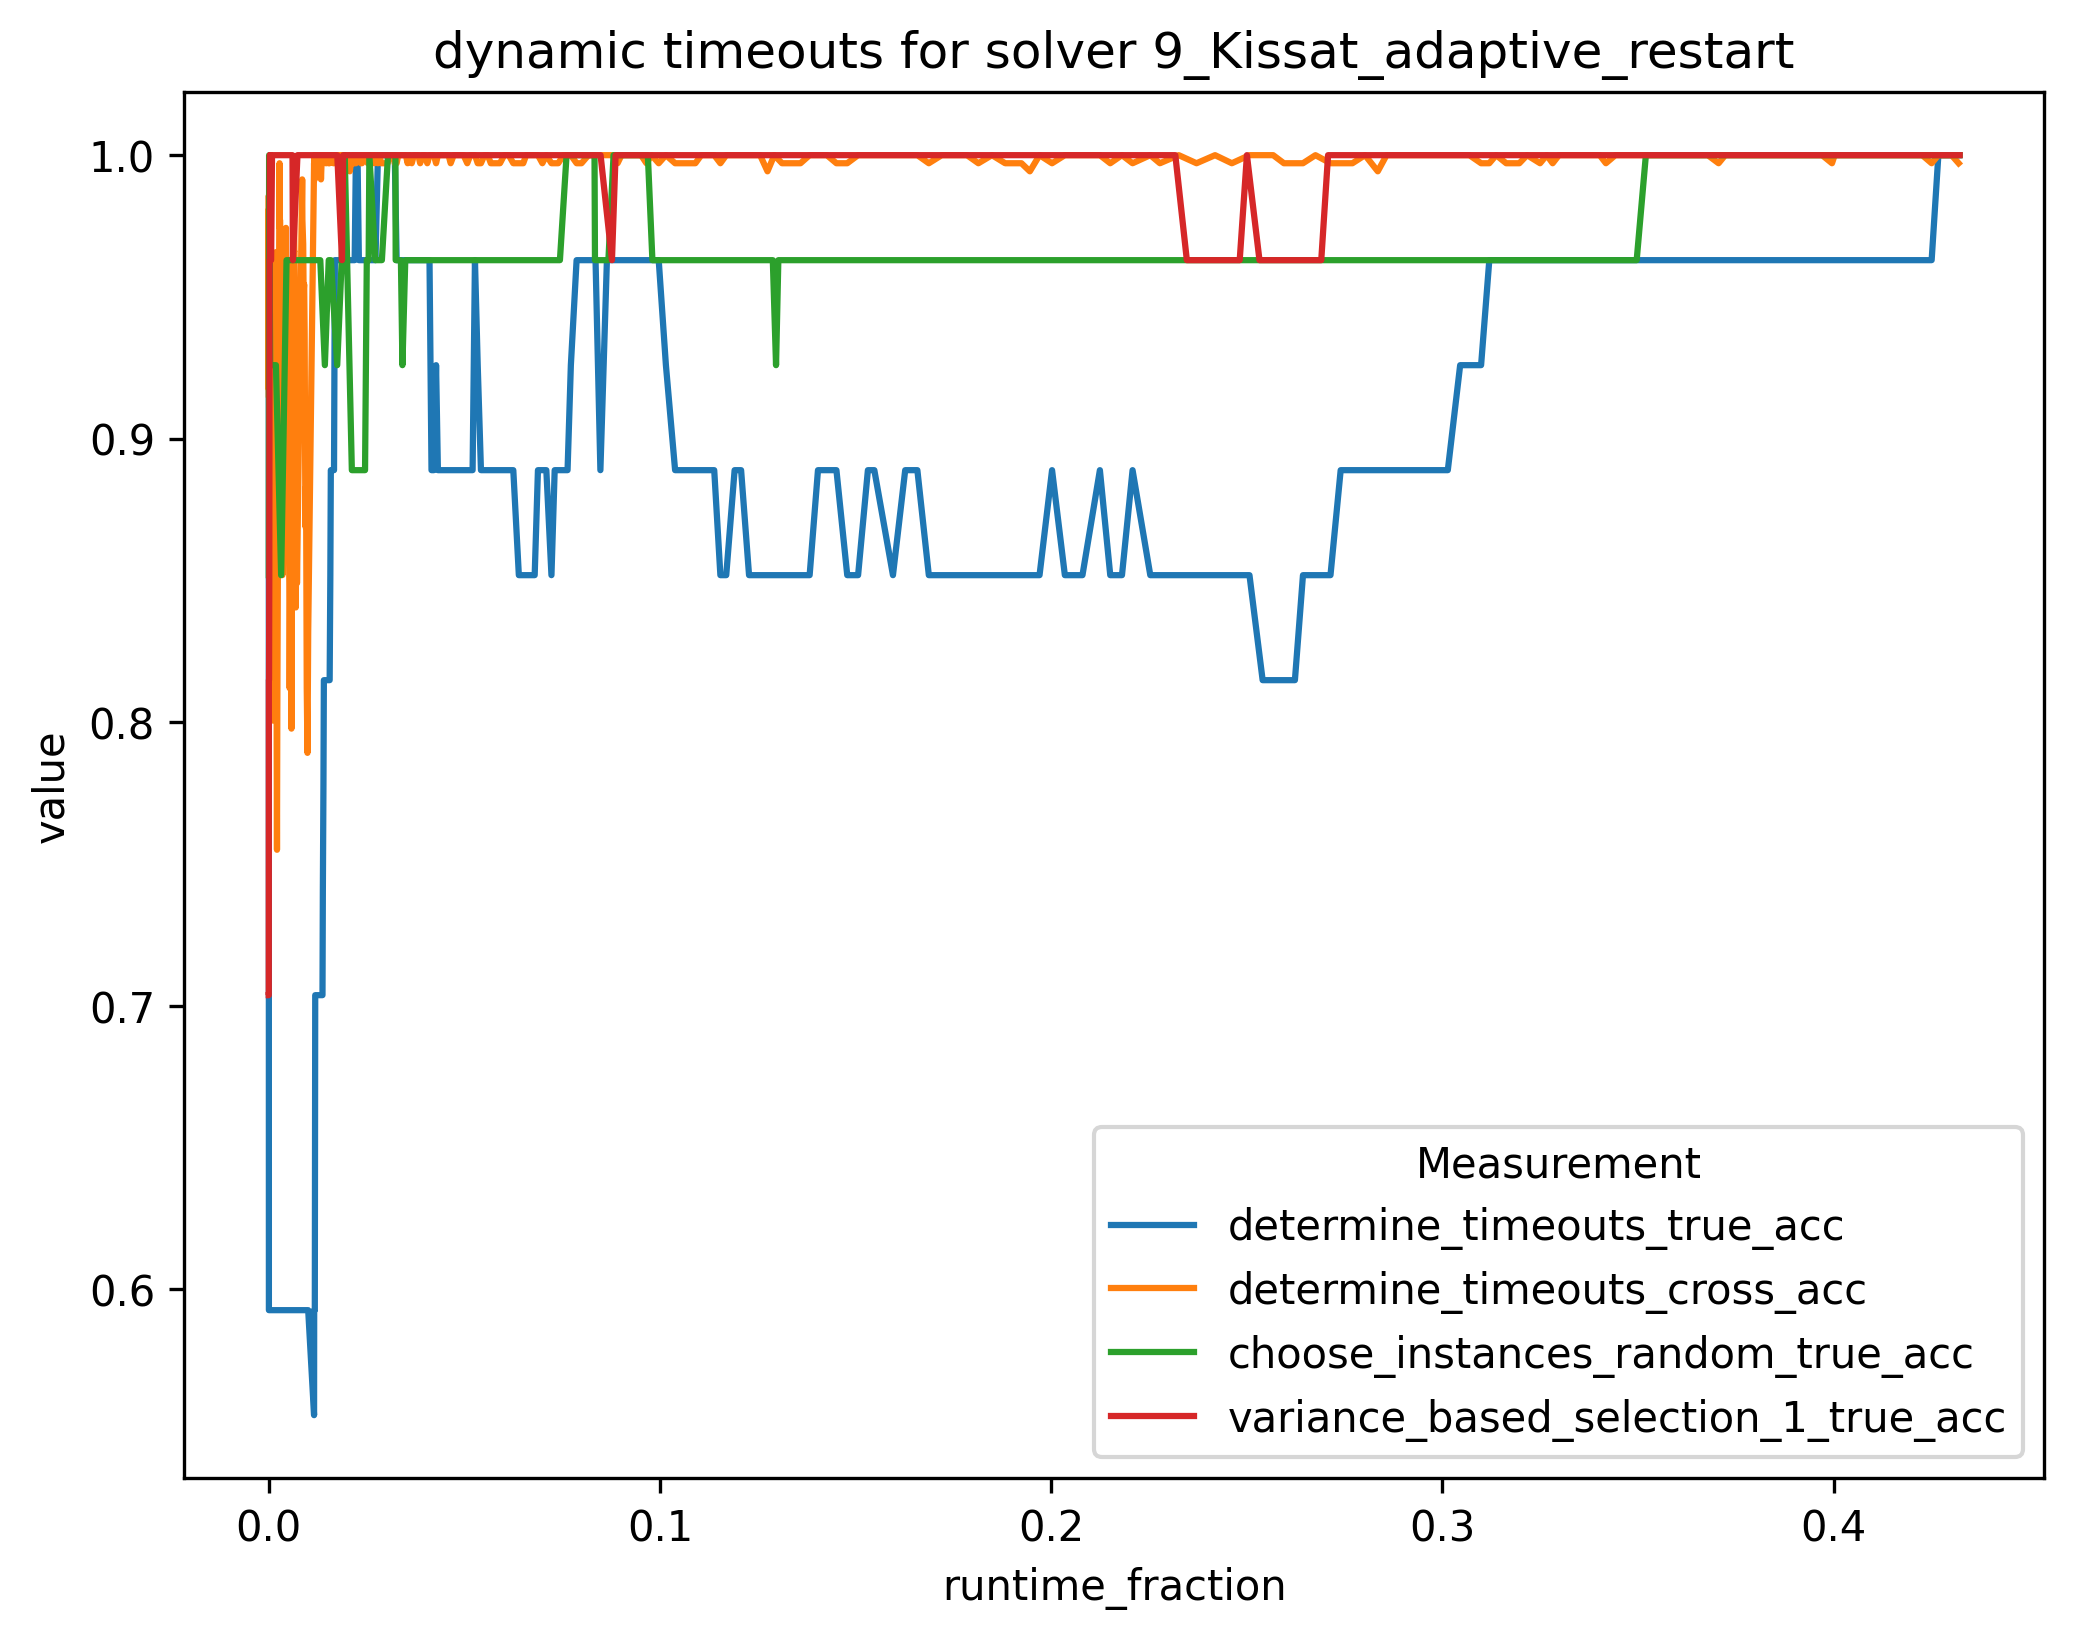 dynamic timeouts for solver 9_Kissat_adaptive_restart
value
1.0
0.9
0.8
0.7
0.6
0.0 0.1 0.2 0.3 0.4
runtime_fraction
Measurement
determine_timeouts_true_acc
determine_timeouts_cross_acc
choose_instances_random_true_acc
variance_based_selection_1_true_acc